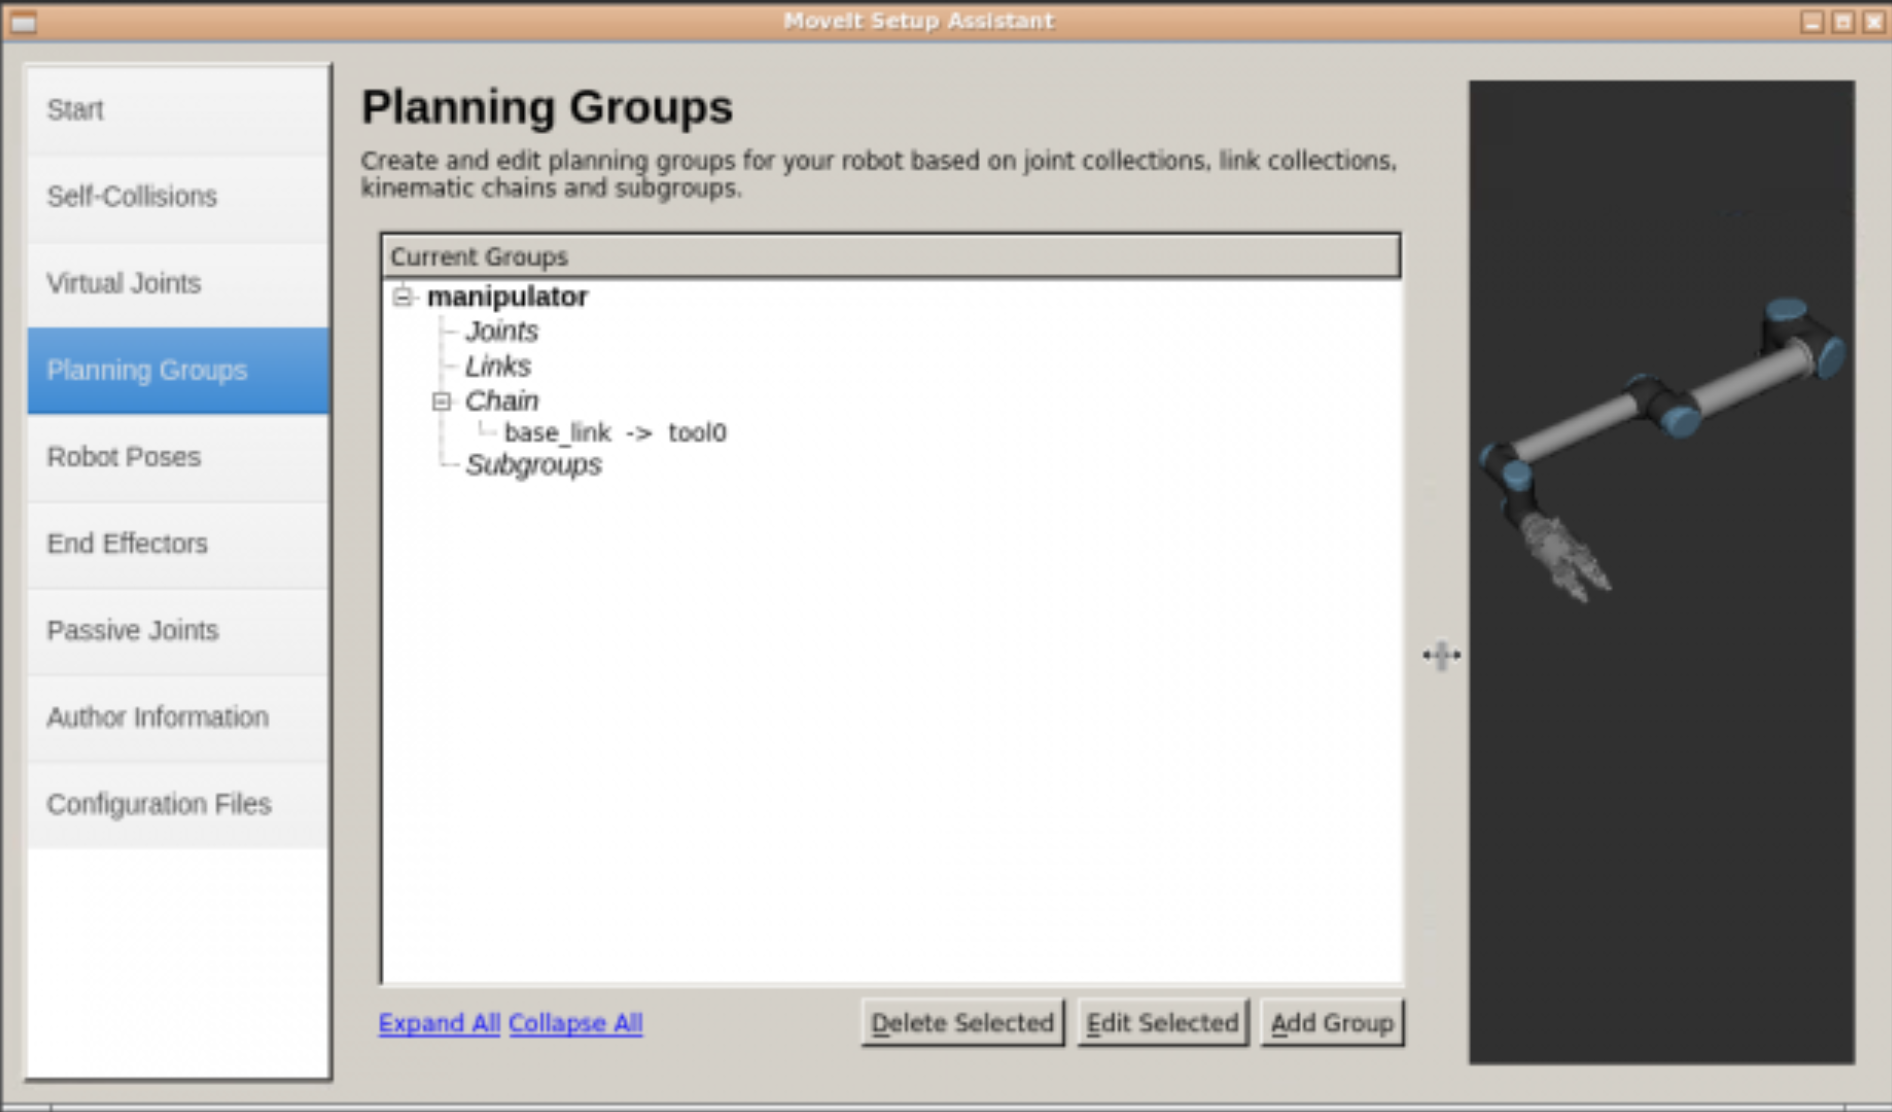 MoveIt Setup Assistant
Start
Self-Collisions
Virtual Joints
Planning Groups
Robot Poses
End Effectors
Passive Joints
Author Information
Configuration Files
Planning Groups
Create and edit planning groups for your robot based on joint collections, link collections,
kinematic chains and subgroups.
Current Groups
manipulator
Joints
Links
Chain
base_link -> tool0
Subgroups
Expand All Collapse All
Delete Selected Edit Selected Add Group